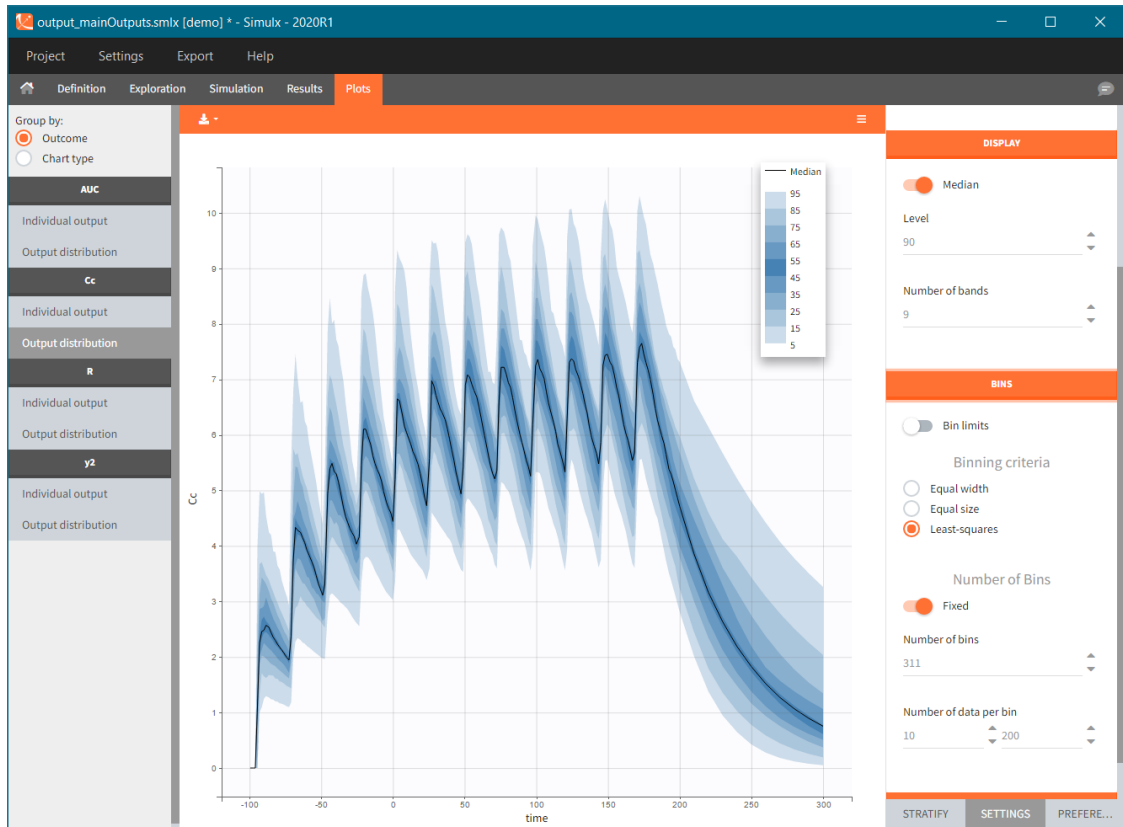 output_mainOutputs.smlx [demo] * - Simulx - 2020R1
Project Settings Export Help
Definition Exploration Simulation Results Plots
Group by:
Outcome
Chart type
AUC
Individual output
Output distribution
Cc
Individual output
Output distribution
R
Individual output
Output distribution
y2
Individual output
Output distribution
Median
95
85
75
65
55
45
35
25
15
5
10
9
8
7
6
5
4
3
2
1
0
Cc
-100 -50 0 50 100 150 200 250 300
time
DISPLAY
Median
Level
90
Number of bands
9
BINS
Bin limits
Binning criteria
Equal width
Equal size
Least-squares
Number of Bins
Fixed
Number of bins
311
Number of data per bin
10 200
STRATIFY SETTINGS PREFERE...